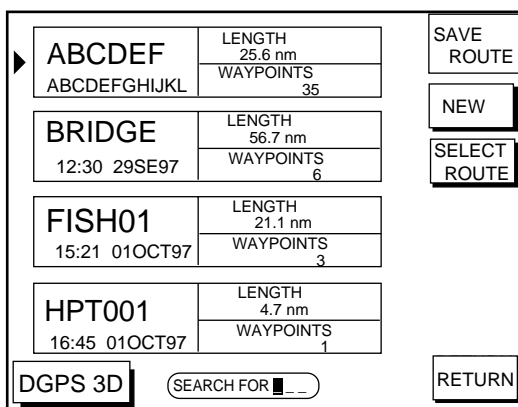 ABCDEF
ABCDEFGHIJKL
LENGTH
25.6 nm
WAYPOINTS
35
BRIDGE
12:30 29SE97
LENGTH
56.7 nm
WAYPOINTS
6
FISH01
15:21 01OCT97
LENGTH
21.1 nm
WAYPOINTS
3
HPT001
16:45 01OCT97
LENGTH
4.7 nm
WAYPOINTS
1
SAVE
ROUTE
NEW
SELECT
ROUTE
DGPS 3D
SEARCH FOR _ _
RETURN